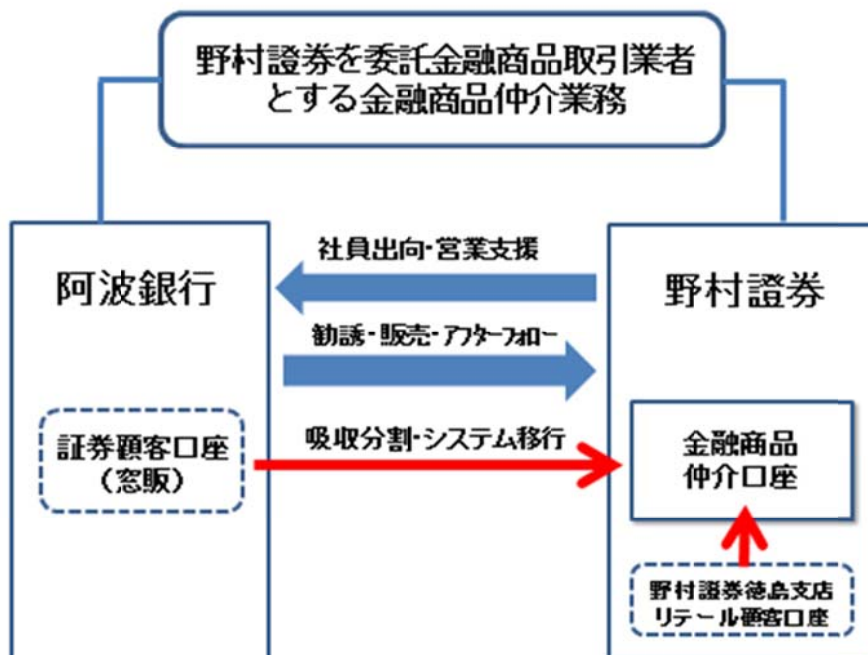 野村證券を委託金融商品取引業者
とする金融商品仲介業務
阿波銀行
野村證券
社員出向・営業支援
勧誘・販売・アフターフォロー
証券顧客口座
（窓販）
吸収分割・システム移行
金融商品
仲介口座
野村證券徳島支店
リテール顧客口座